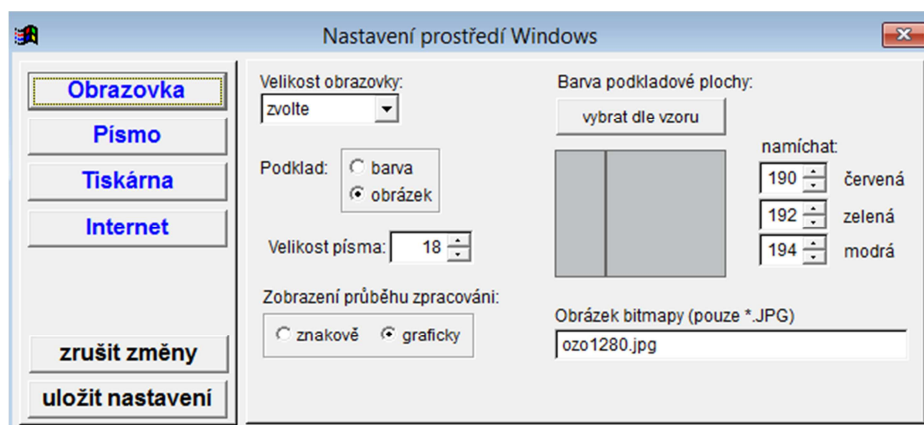 Nastavení prostředí Windows
Obrazovka
Písmo
Tiskárna
Internet
zrušit změny
uložit nastavení
Velikost obrazovky:
zvolte
Podklad:
barva
obrázek
Velikost písma: 18
Zobrazení průběhu zpracováni:
znakově graficky
Barva podkladové plochy:
vybrat dle vzoru
namíchat:
190 červená
192 zelená
194 modrá
Obrázek bitmapy (pouze *.JPG)
ozo1280.jpg